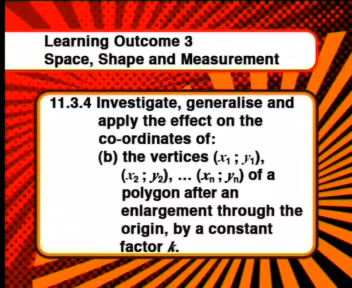 Learning Outcome 3
Space, Shape and Measurement
11.3.4 Investigate, generalise and
apply the effect on the
co-ordinates of:
(b) the vertices (x₁ ; y₁),
(x₂ ; y₂), ... (xₙ ; yₙ) of a
polygon after an
enlargement through the
origin, by a constant
factor k.